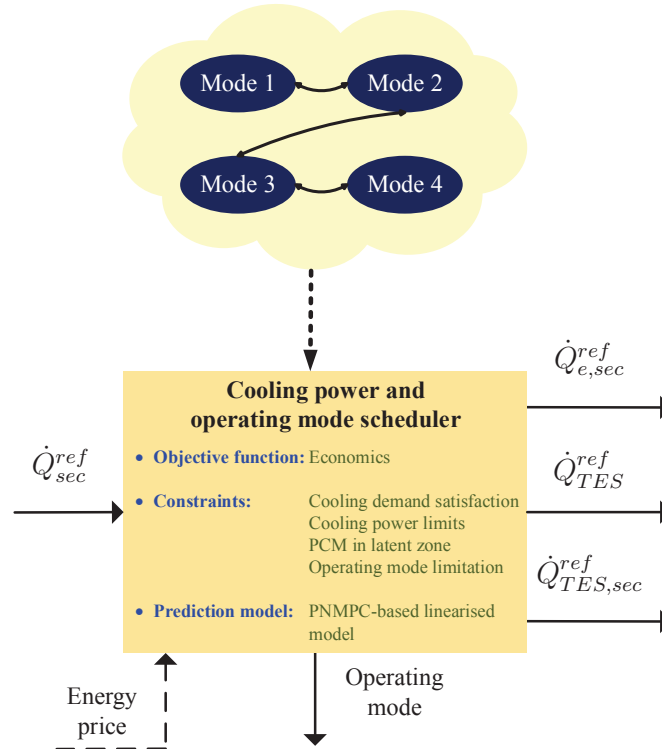 Mode 1
Mode 2
Mode 3
Mode 4
Cooling power and
operating mode scheduler
• Objective function: Economics
• Constraints: Cooling demand satisfaction
Cooling power limits
PCM in latent zone
Operating mode limitation
• Prediction model: PNMPC-based linearised
model
Q̇_{sec}^{ref}
Q̇_{e,sec}^{ref}
Q̇_{TES}^{ref}
Q̇_{TES,sec}^{ref}
Energy
price
Operating
mode